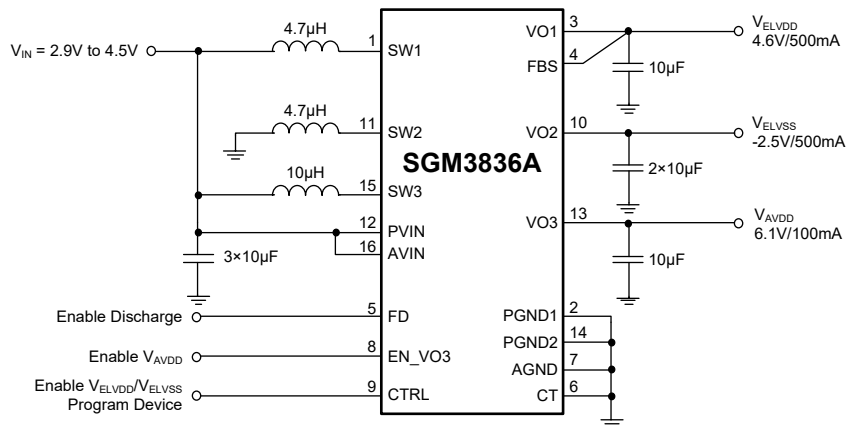 V_IN = 2.9V to 4.5V
4.7μH
1
SW1
4.7μH
11
SW2
10μH
15
SW3
12
PVIN
16
AVIN
3×10μF
Enable Discharge
5
FD
Enable V_AVDD
8
EN_VO3
Enable V_ELVDD/V_ELVSS
Program Device
9
CTRL
SGM3836A
VO1
3
FBS
4
V_ELVDD
4.6V/500mA
10μF
VO2
10
V_ELVSS
-2.5V/500mA
2×10μF
VO3
13
V_AVDD
6.1V/100mA
10μF
PGND1
2
PGND2
14
AGND
7
CT
6